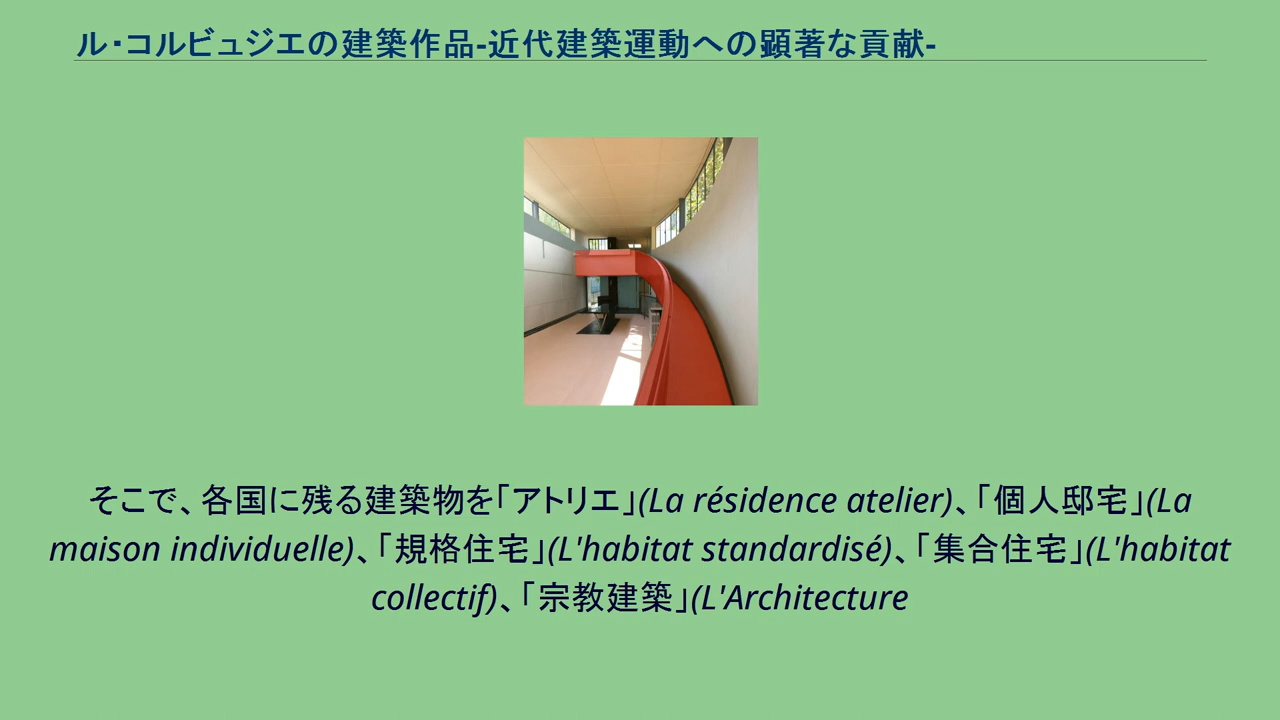 ル・コルビュジエの建築作品-近代建築運動への顕著な貢献-
そこで、各国に残る建築物を「アトリエ」(La résidence atelier)、「個人邸宅」(La
maison individuelle)、「規格住宅」(L'habitat standardisé)、「集合住宅」(L'habitat
collectif)、「宗教建築」(L'Architecture